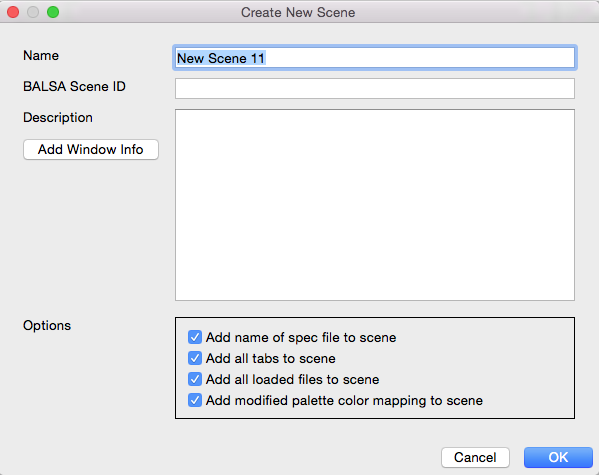 Create New Scene
Name
New Scene 11
BALSA Scene ID
Description
Add Window Info
Options
Add name of spec file to scene
Add all tabs to scene
Add all loaded files to scene
Add modified palette color mapping to scene
Cancel
OK